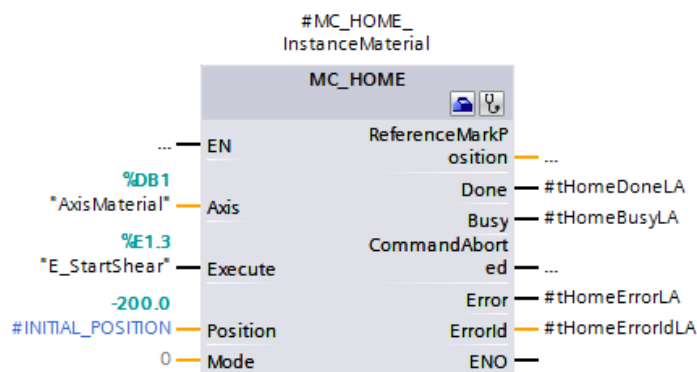 #MC_HOME_
InstanceMaterial
MC_HOME
... EN
ReferenceMarkP
osition ...
%DB1
"AxisMaterial" Axis
Done #tHomeDoneLA
Busy #tHomeBusyLA
%E1.3
"E_StartShear" Execute
CommandAbort
ed ...
-200.0
#INITIAL_POSITION Position
Error #tHomeErrorLA
ErrorId #tHomeErrorIdLA
0 Mode
ENO